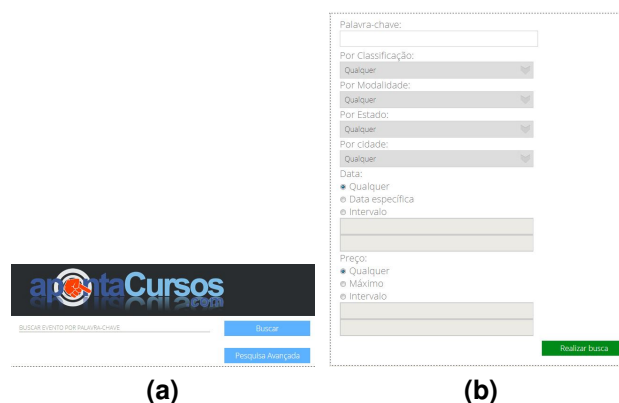 apontaCursos
.com
BUSCAR EVENTO POR PALAVRA-CHAVE
Buscar
Pesquisa Avançada
(a)
Palavra-chave:
Por Classificação:
Qualquer
Por Modalidade:
Qualquer
Por Estado:
Qualquer
Por cidade:
Qualquer
Data:
Qualquer
Data específica
Intervalo
Preço:
Qualquer
Máximo
Intervalo
Realizar busca
(b)